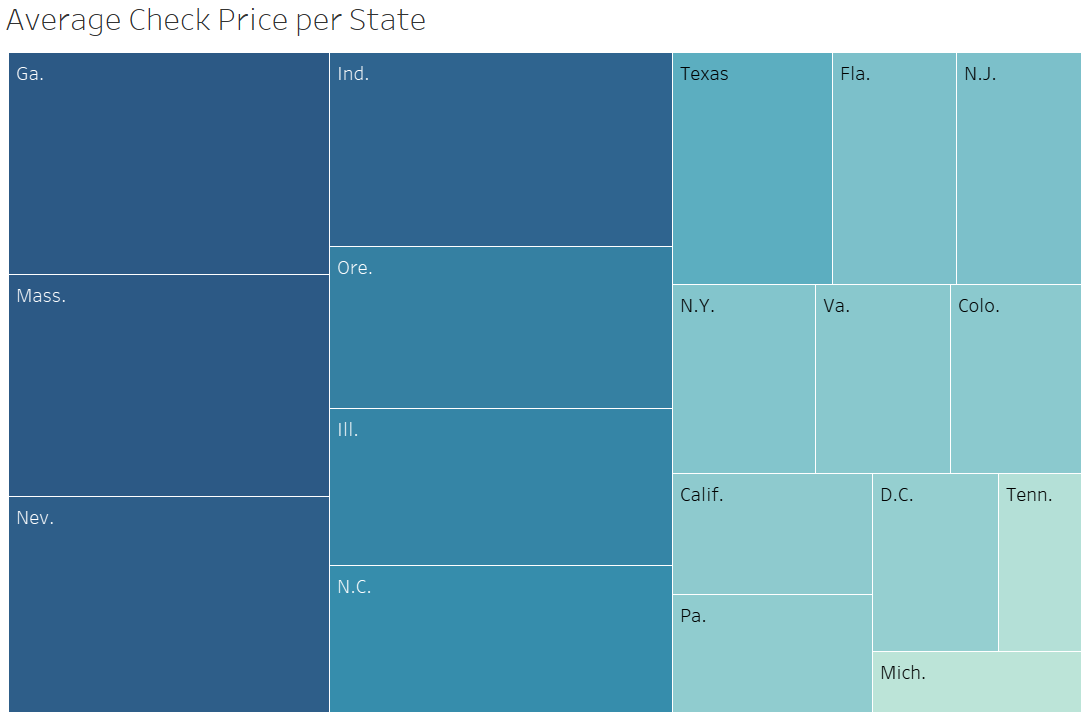 Average Check Price per State
Ga.
Mass.
Nev.
Ind.
Ore.
Ill.
N.C.
Texas
Fla.
N.J.
N.Y.
Va.
Colo.
Calif.
Pa.
D.C.
Tenn.
Mich.